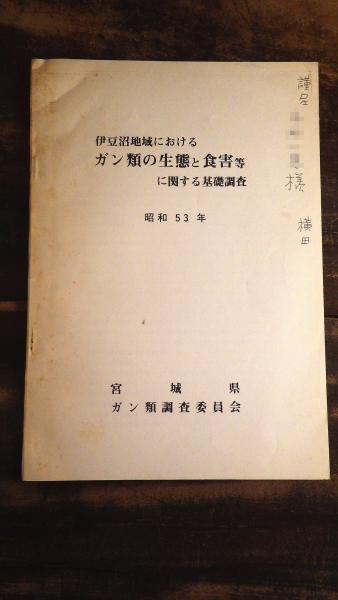 伊豆沼地域における
ガン類の生態と食害等
に関する基礎調査
昭和 53 年
宮城県
ガン類調査委員会
謹呈
様
横田